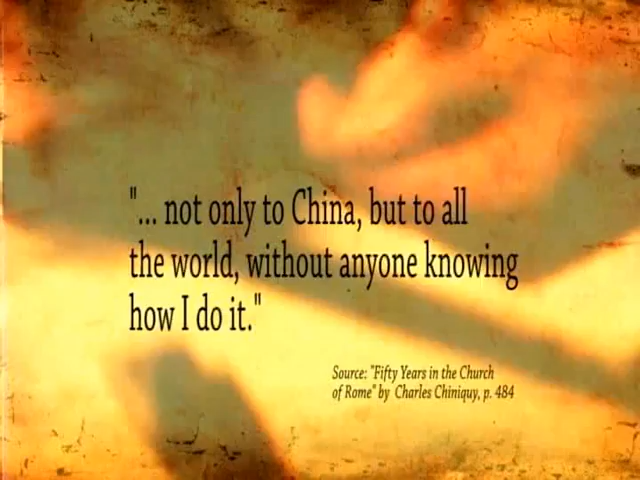 "... not only to China, but to all
the world, without anyone knowing
how I do it."
Source: "Fifty Years in the Church
of Rome" by Charles Chiniquy, p. 484